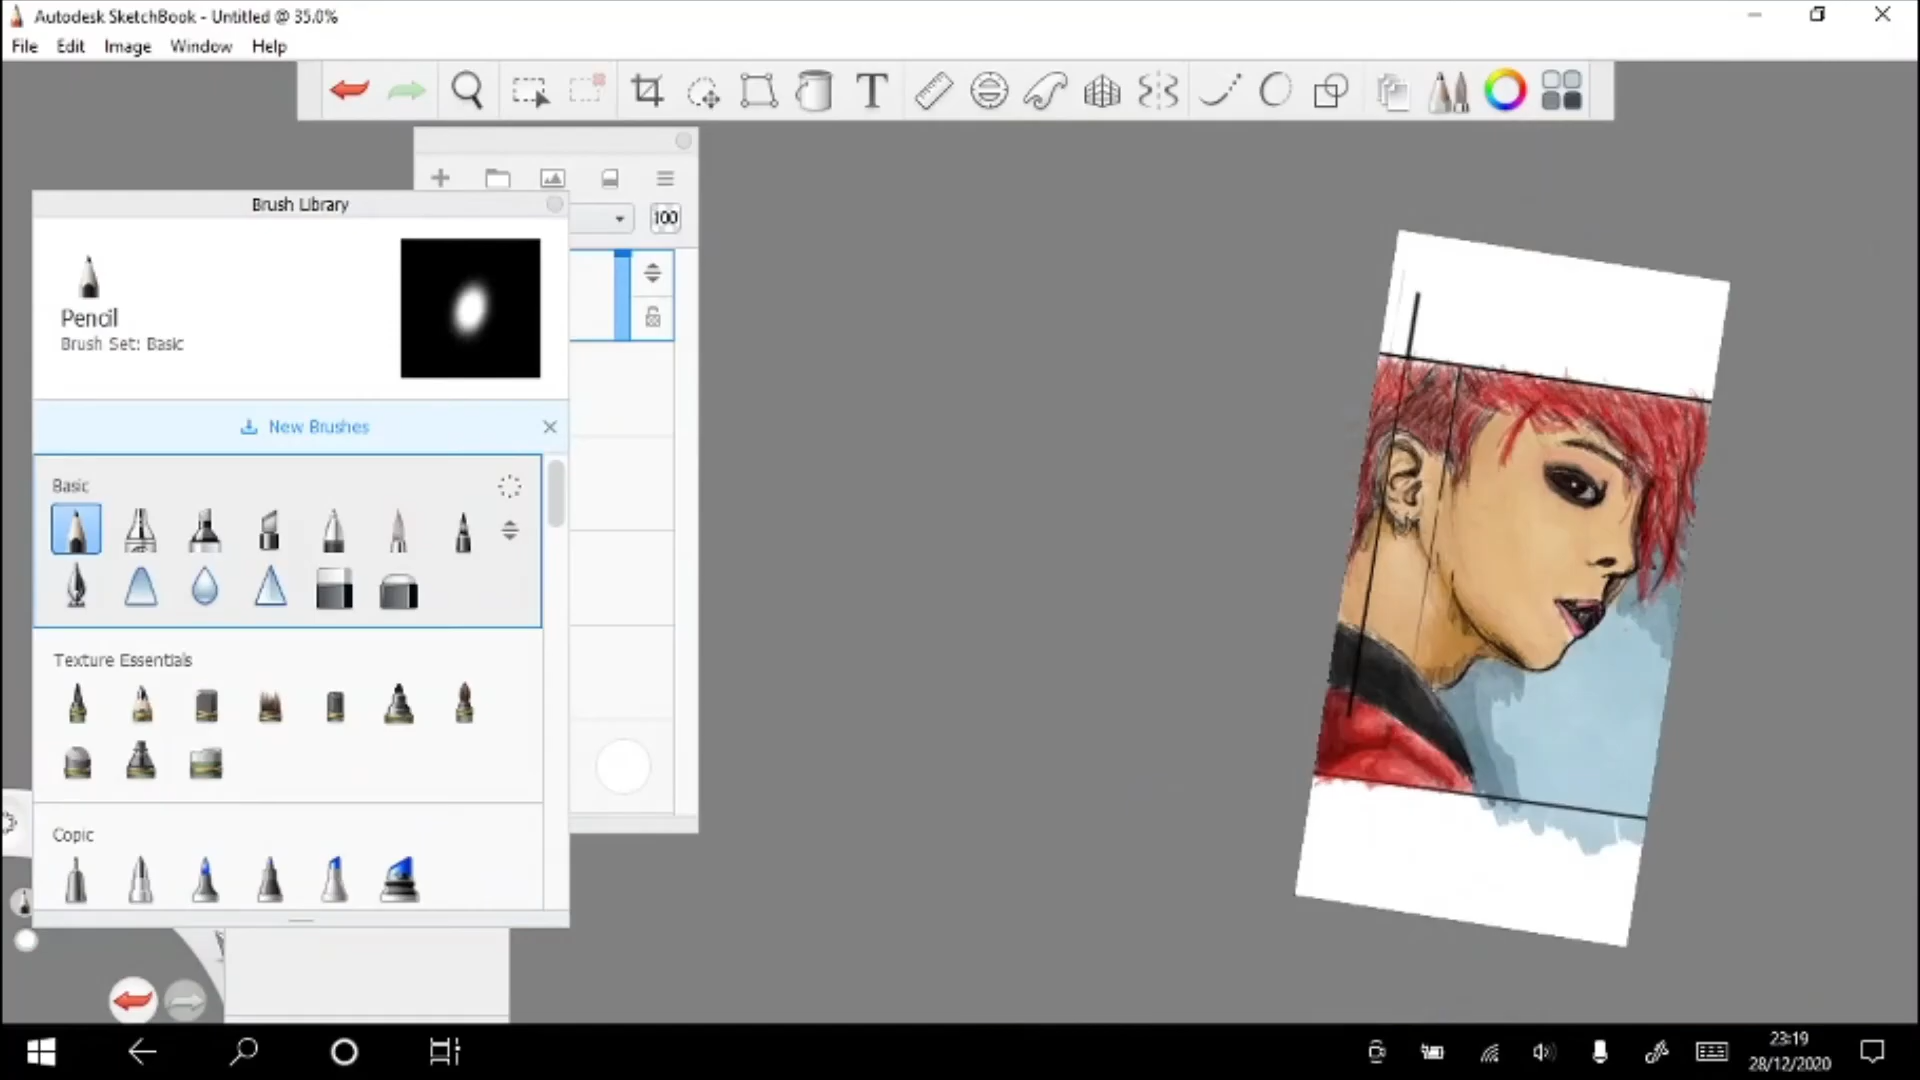 Autodesk SketchBook - Untitled @ 35.0%
File Edit Image Window Help
T
100
Brush Library
Pencil
Brush Set: Basic
New Brushes
Basic
Texture Essentials
Copic
23:19
28/12/2020